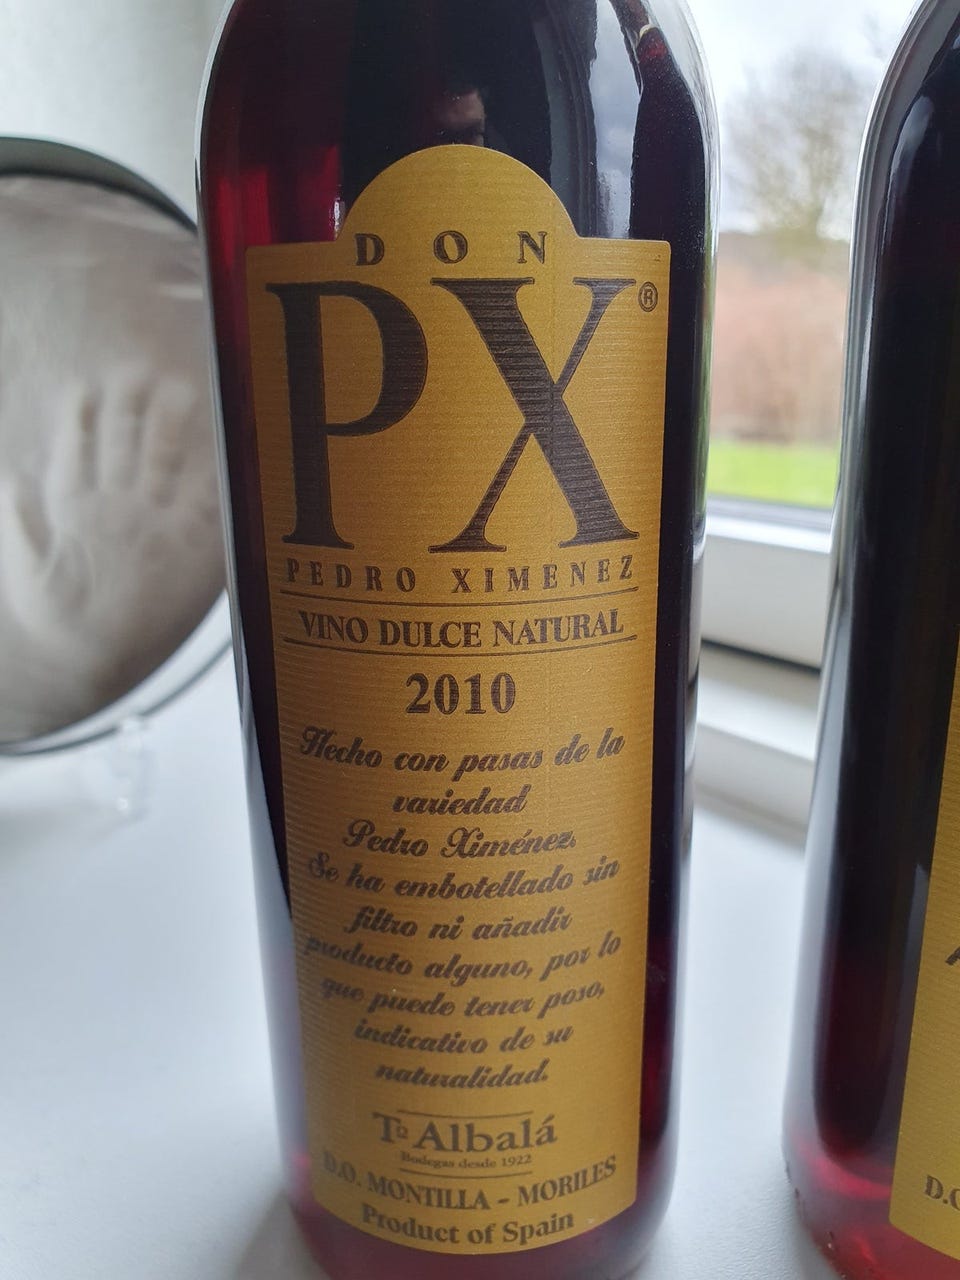 DON
PX®
PEDRO XIMENEZ
VINO DULCE NATURAL
2010
Hecho con pasas de la
variedad
Pedro Ximénez.
Se ha embotellado sin
filtro ni añadir
producto alguno, por lo
que puede tener poso,
indicativo de su
naturalidad.
To Albalá
Bodegas desde 1922
D.O. MONTILLA - MORILES
Product of Spain
D.O